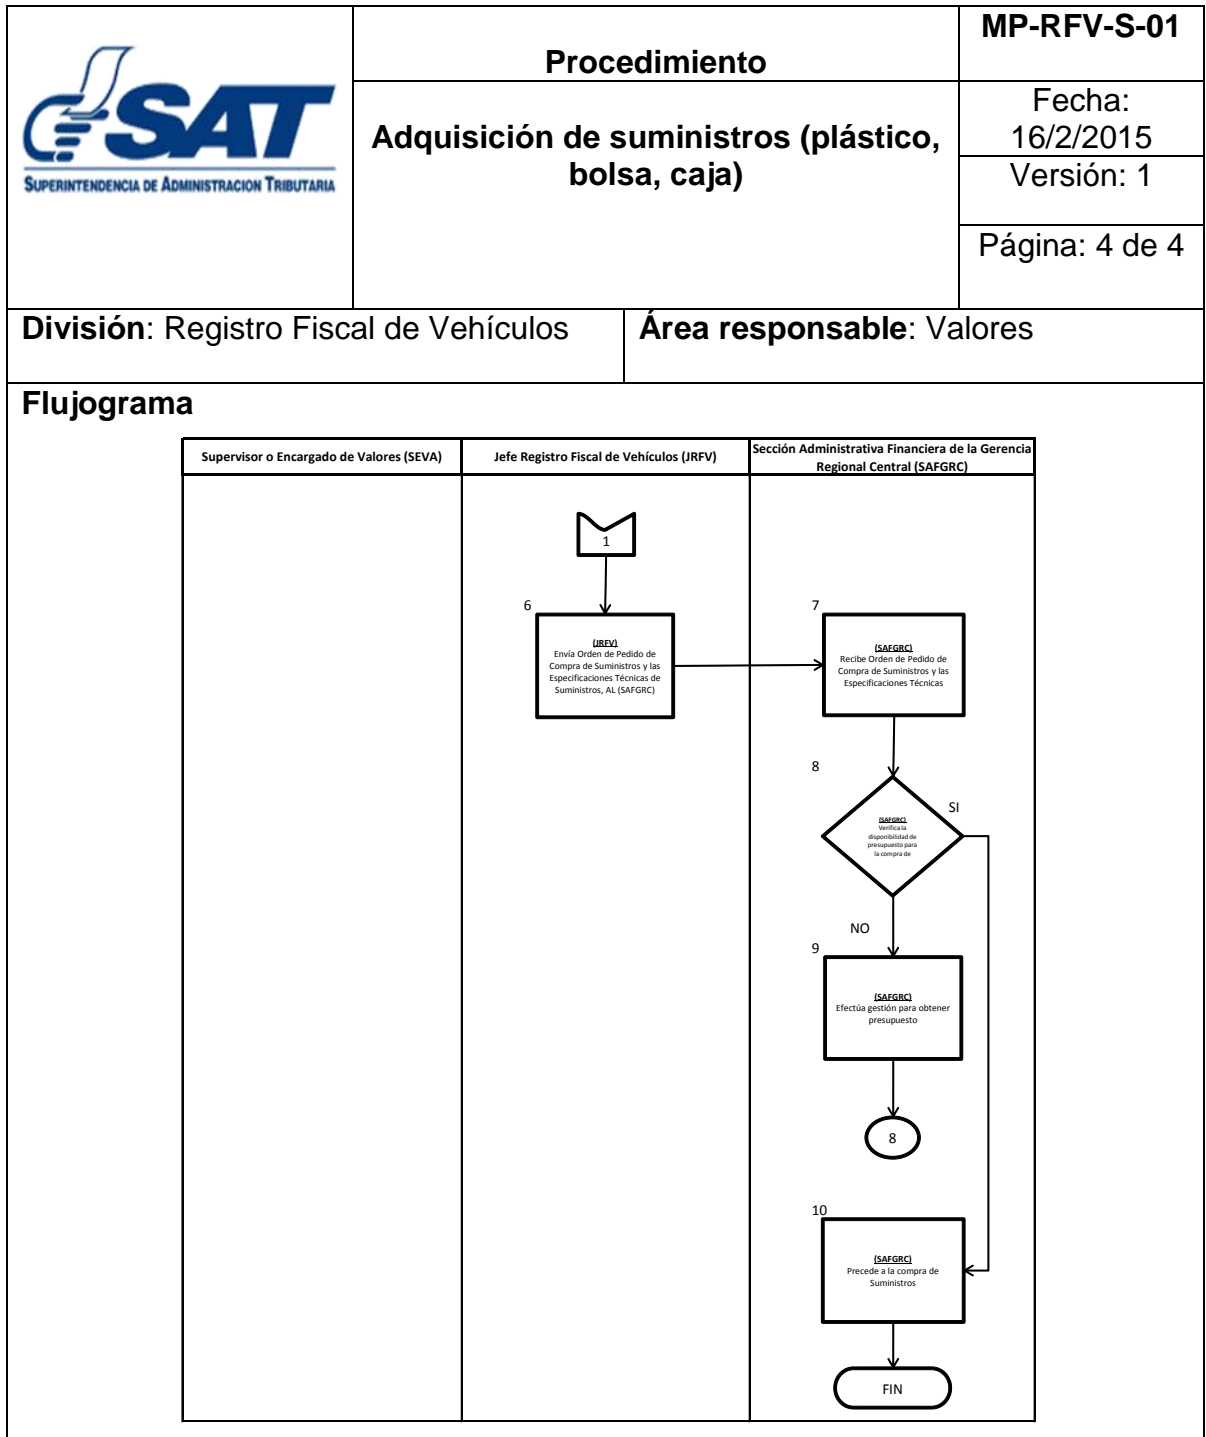 SAT
SUPERINTENDENCIA DE ADMINISTRACION TRIBUTARIA
Procedimiento
Adquisición de suministros (plástico,
bolsa, caja)
MP-RFV-S-01
Fecha:
16/2/2015
Versión: 1
Página: 4 de 4
División: Registro Fiscal de Vehículos
Área responsable: Valores
Flujograma
Supervisor o Encargado de Valores (SEVA)
Jefe Registro Fiscal de Vehículos (JRFV)
Sección Administrativa Financiera de la Gerencia
Regional Central (SAFGRC)
1
6
(JRFV)
Envía Orden de Pedido de
Compra de Suministros y las
Especificaciones Técnicas de
Suministros, AL (SAFGRC)
7
(SAFGRC)
Recibe Orden de Pedido de
Compra de Suministros y las
Especificaciones Técnicas
8
(SAFGRC)
Verifica la
disponibilidad de
presupuesto para
la compra de
SI
NO
9
(SAFGRC)
Efectúa gestión para obtener
presupuesto
8
10
(SAFGRC)
Precede a la compra de
Suministros
FIN